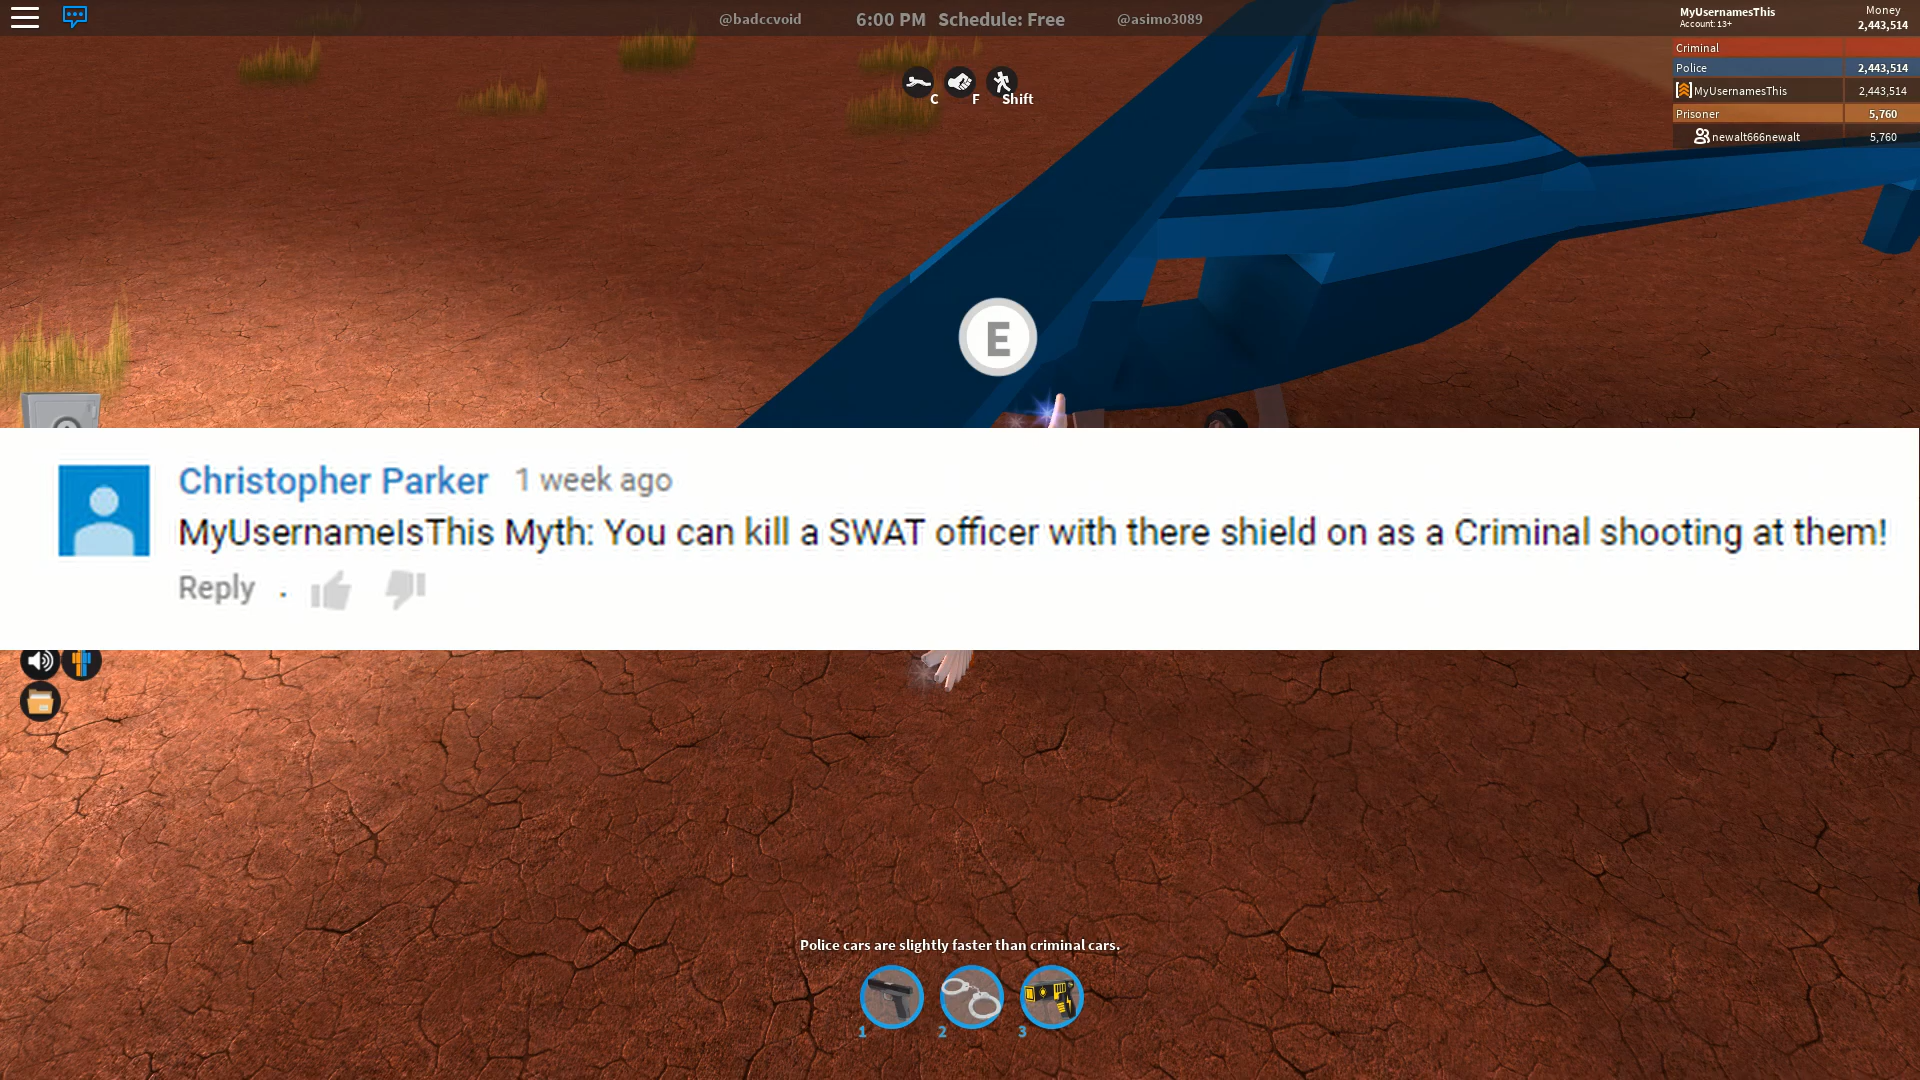 @badccvoid 6:00 PM Schedule: Free @asimo3089
MyUsernamesThis Money
Account: 13+ 2,443,514
Criminal
Police 2,443,514
MyUsernamesThis 2,443,514
Prisoner 5,760
newalt666newalt 5,760
C F Shift
E
Christopher Parker 1 week ago
MyUsernameIsThis Myth: You can kill a SWAT officer with there shield on as a Criminal shooting at them!
Reply
Police cars are slightly faster than criminal cars.
1 2 3